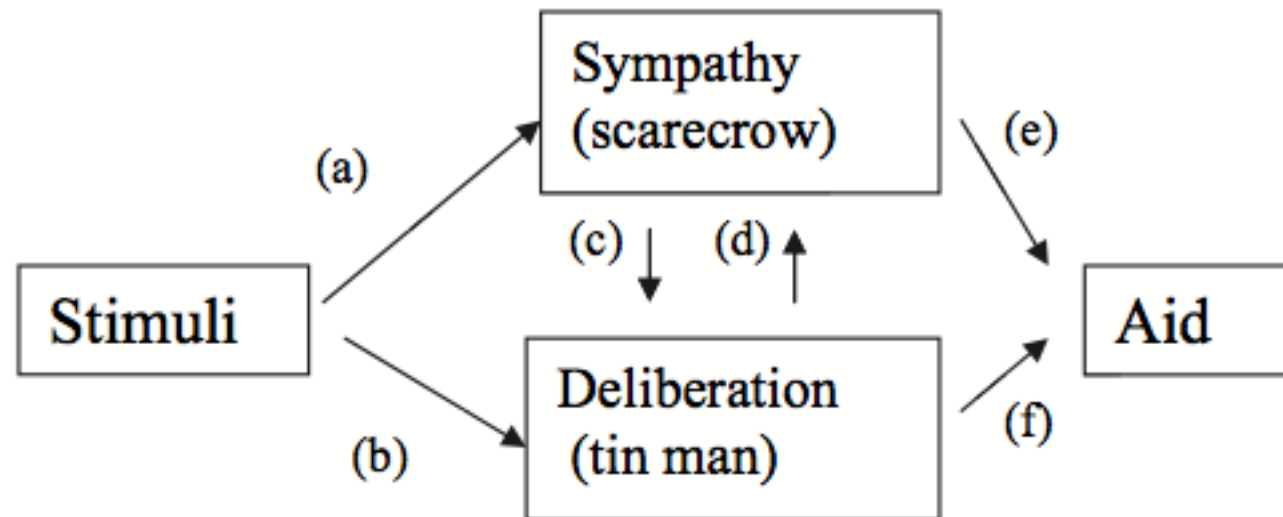 Sympathy
(scarecrow)
(a)
(e)
(c)
(d)
Stimuli
Aid
Deliberation
(tin man)
(b)
(f)